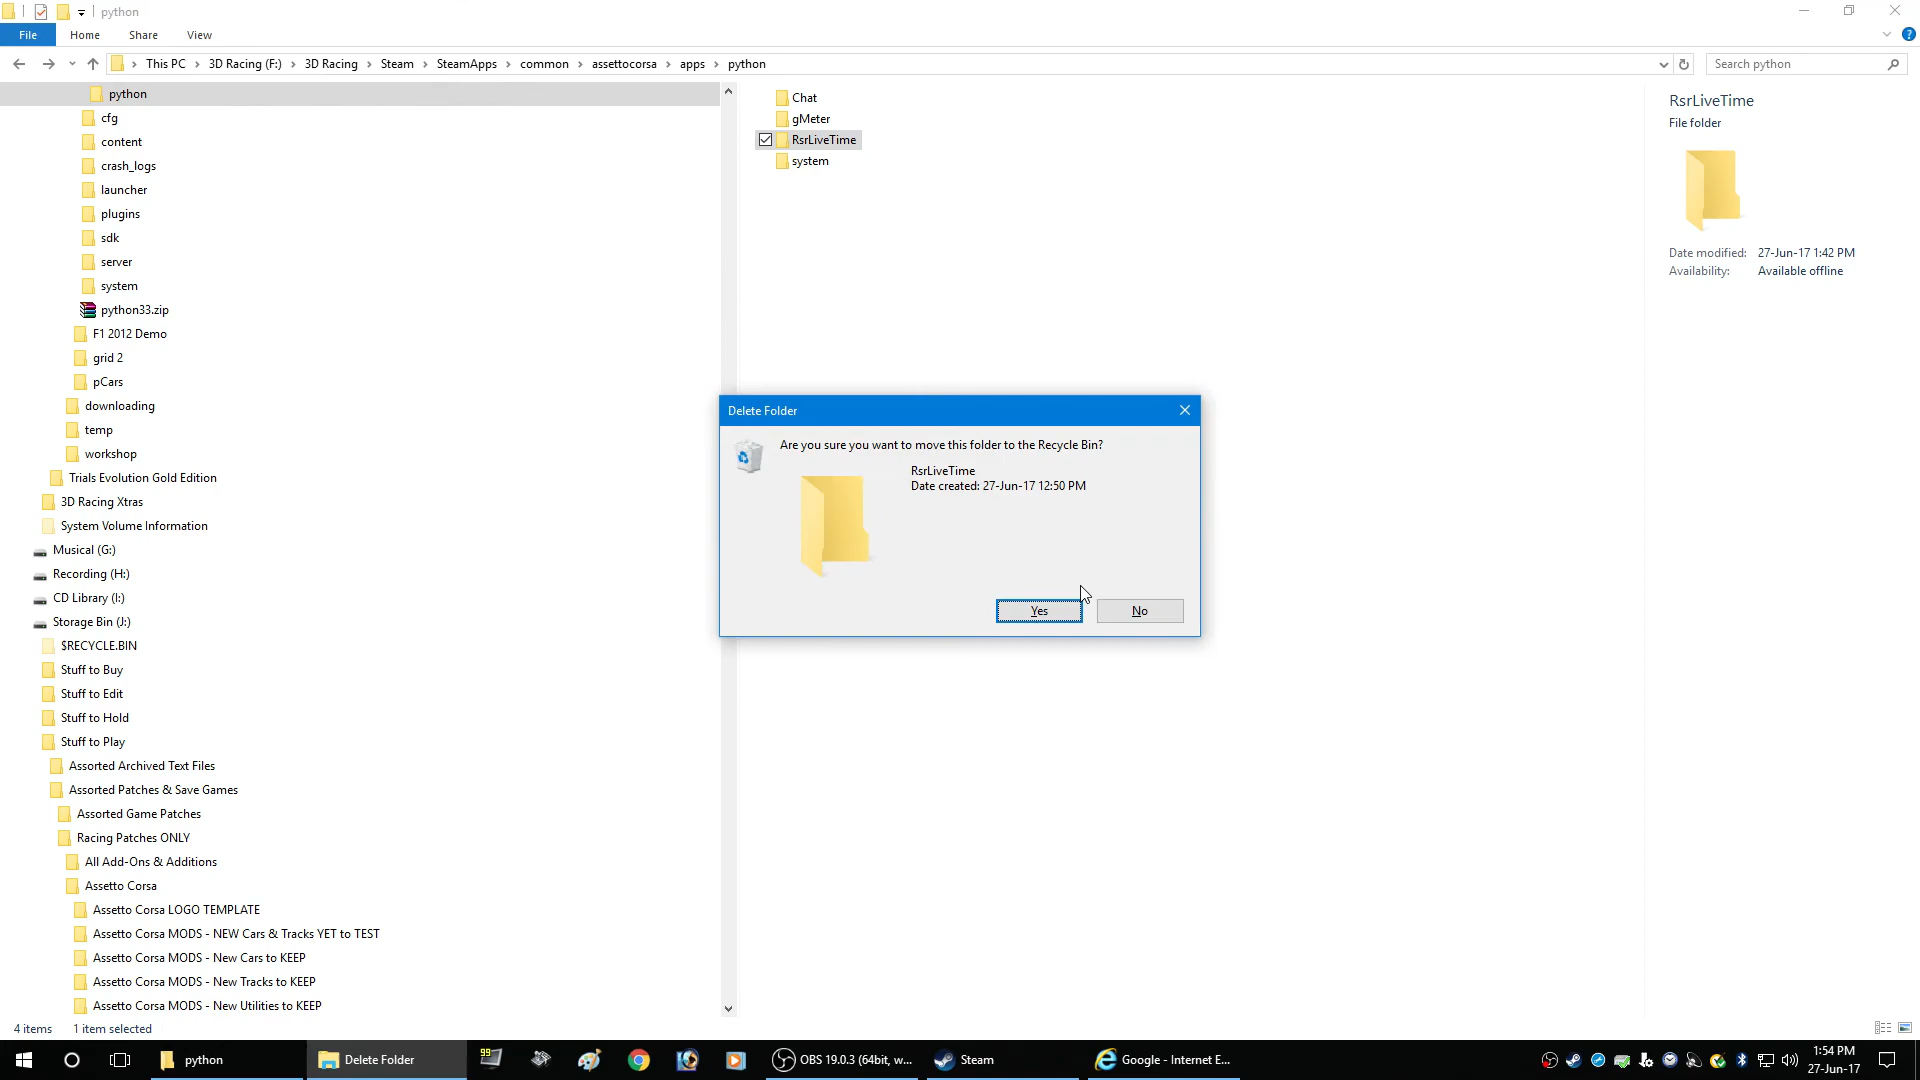 python
File
Home
Share
View
This PC
3D Racing (F:)
3D Racing
Steam
SteamApps
common
assettocorsa
apps
python
Search python
python
cfg
content
crash_logs
launcher
plugins
sdk
server
system
python33.zip
F1 2012 Demo
grid 2
pCars
downloading
temp
workshop
Trials Evolution Gold Edition
3D Racing Xtras
System Volume Information
Musical (G:)
Recording (H:)
CD Library (I:)
Storage Bin (J:)
$RECYCLE.BIN
Stuff to Buy
Stuff to Edit
Stuff to Hold
Stuff to Play
Assorted Archived Text Files
Assorted Patches & Save Games
Assorted Game Patches
Racing Patches ONLY
All Add-Ons & Additions
Assetto Corsa
Assetto Corsa LOGO TEMPLATE
Assetto Corsa MODS - NEW Cars & Tracks YET to TEST
Assetto Corsa MODS - New Cars to KEEP
Assetto Corsa MODS - New Tracks to KEEP
Assetto Corsa MODS - New Utilities to KEEP
Chat
gMeter
RsrLiveTime
system
RsrLiveTime
File folder
Date modified: 27-Jun-17 1:42 PM
Availability: Available offline
Delete Folder
Are you sure you want to move this folder to the Recycle Bin?
RsrLiveTime
Date created: 27-Jun-17 12:50 PM
Yes
No
4 items
1 item selected
python
Delete Folder
99
OBS 19.0.3 (64bit, w...
Steam
Google - Internet E...
1:54 PM
27-Jun-17